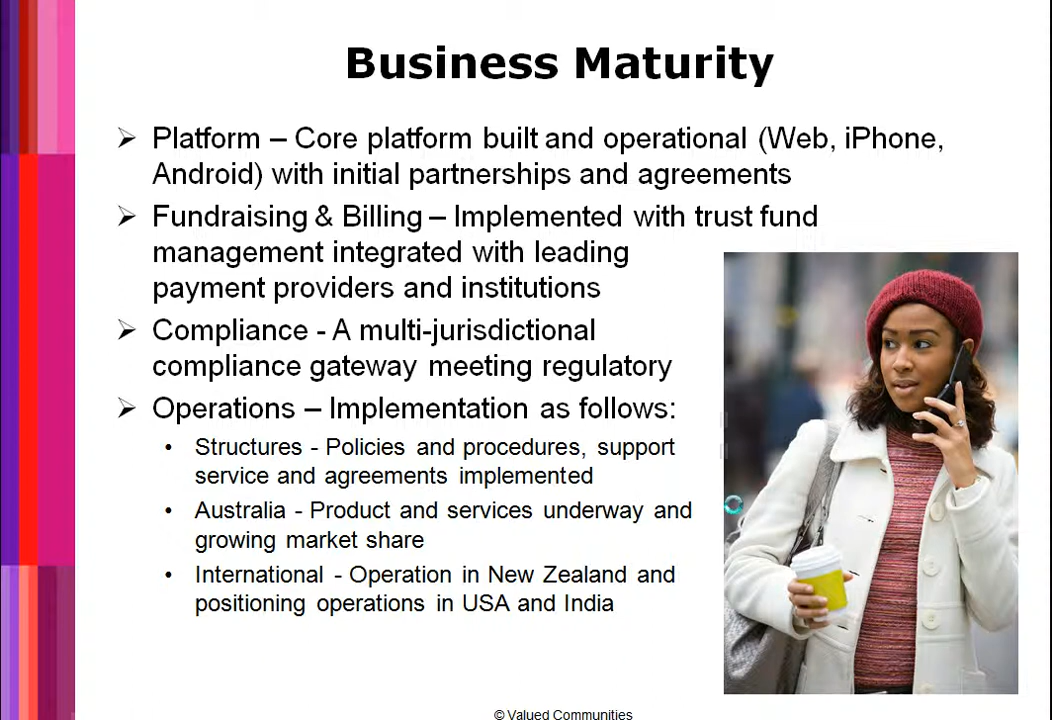 Business Maturity
➢ Platform – Core platform built and operational (Web, iPhone,
Android) with initial partnerships and agreements
➢ Fundraising & Billing – Implemented with trust fund
management integrated with leading
payment providers and institutions
➢ Compliance - A multi-jurisdictional
compliance gateway meeting regulatory
➢ Operations – Implementation as follows:
• Structures - Policies and procedures, support
service and agreements implemented
• Australia - Product and services underway and
growing market share
• International - Operation in New Zealand and
positioning operations in USA and India
© Valued Communities